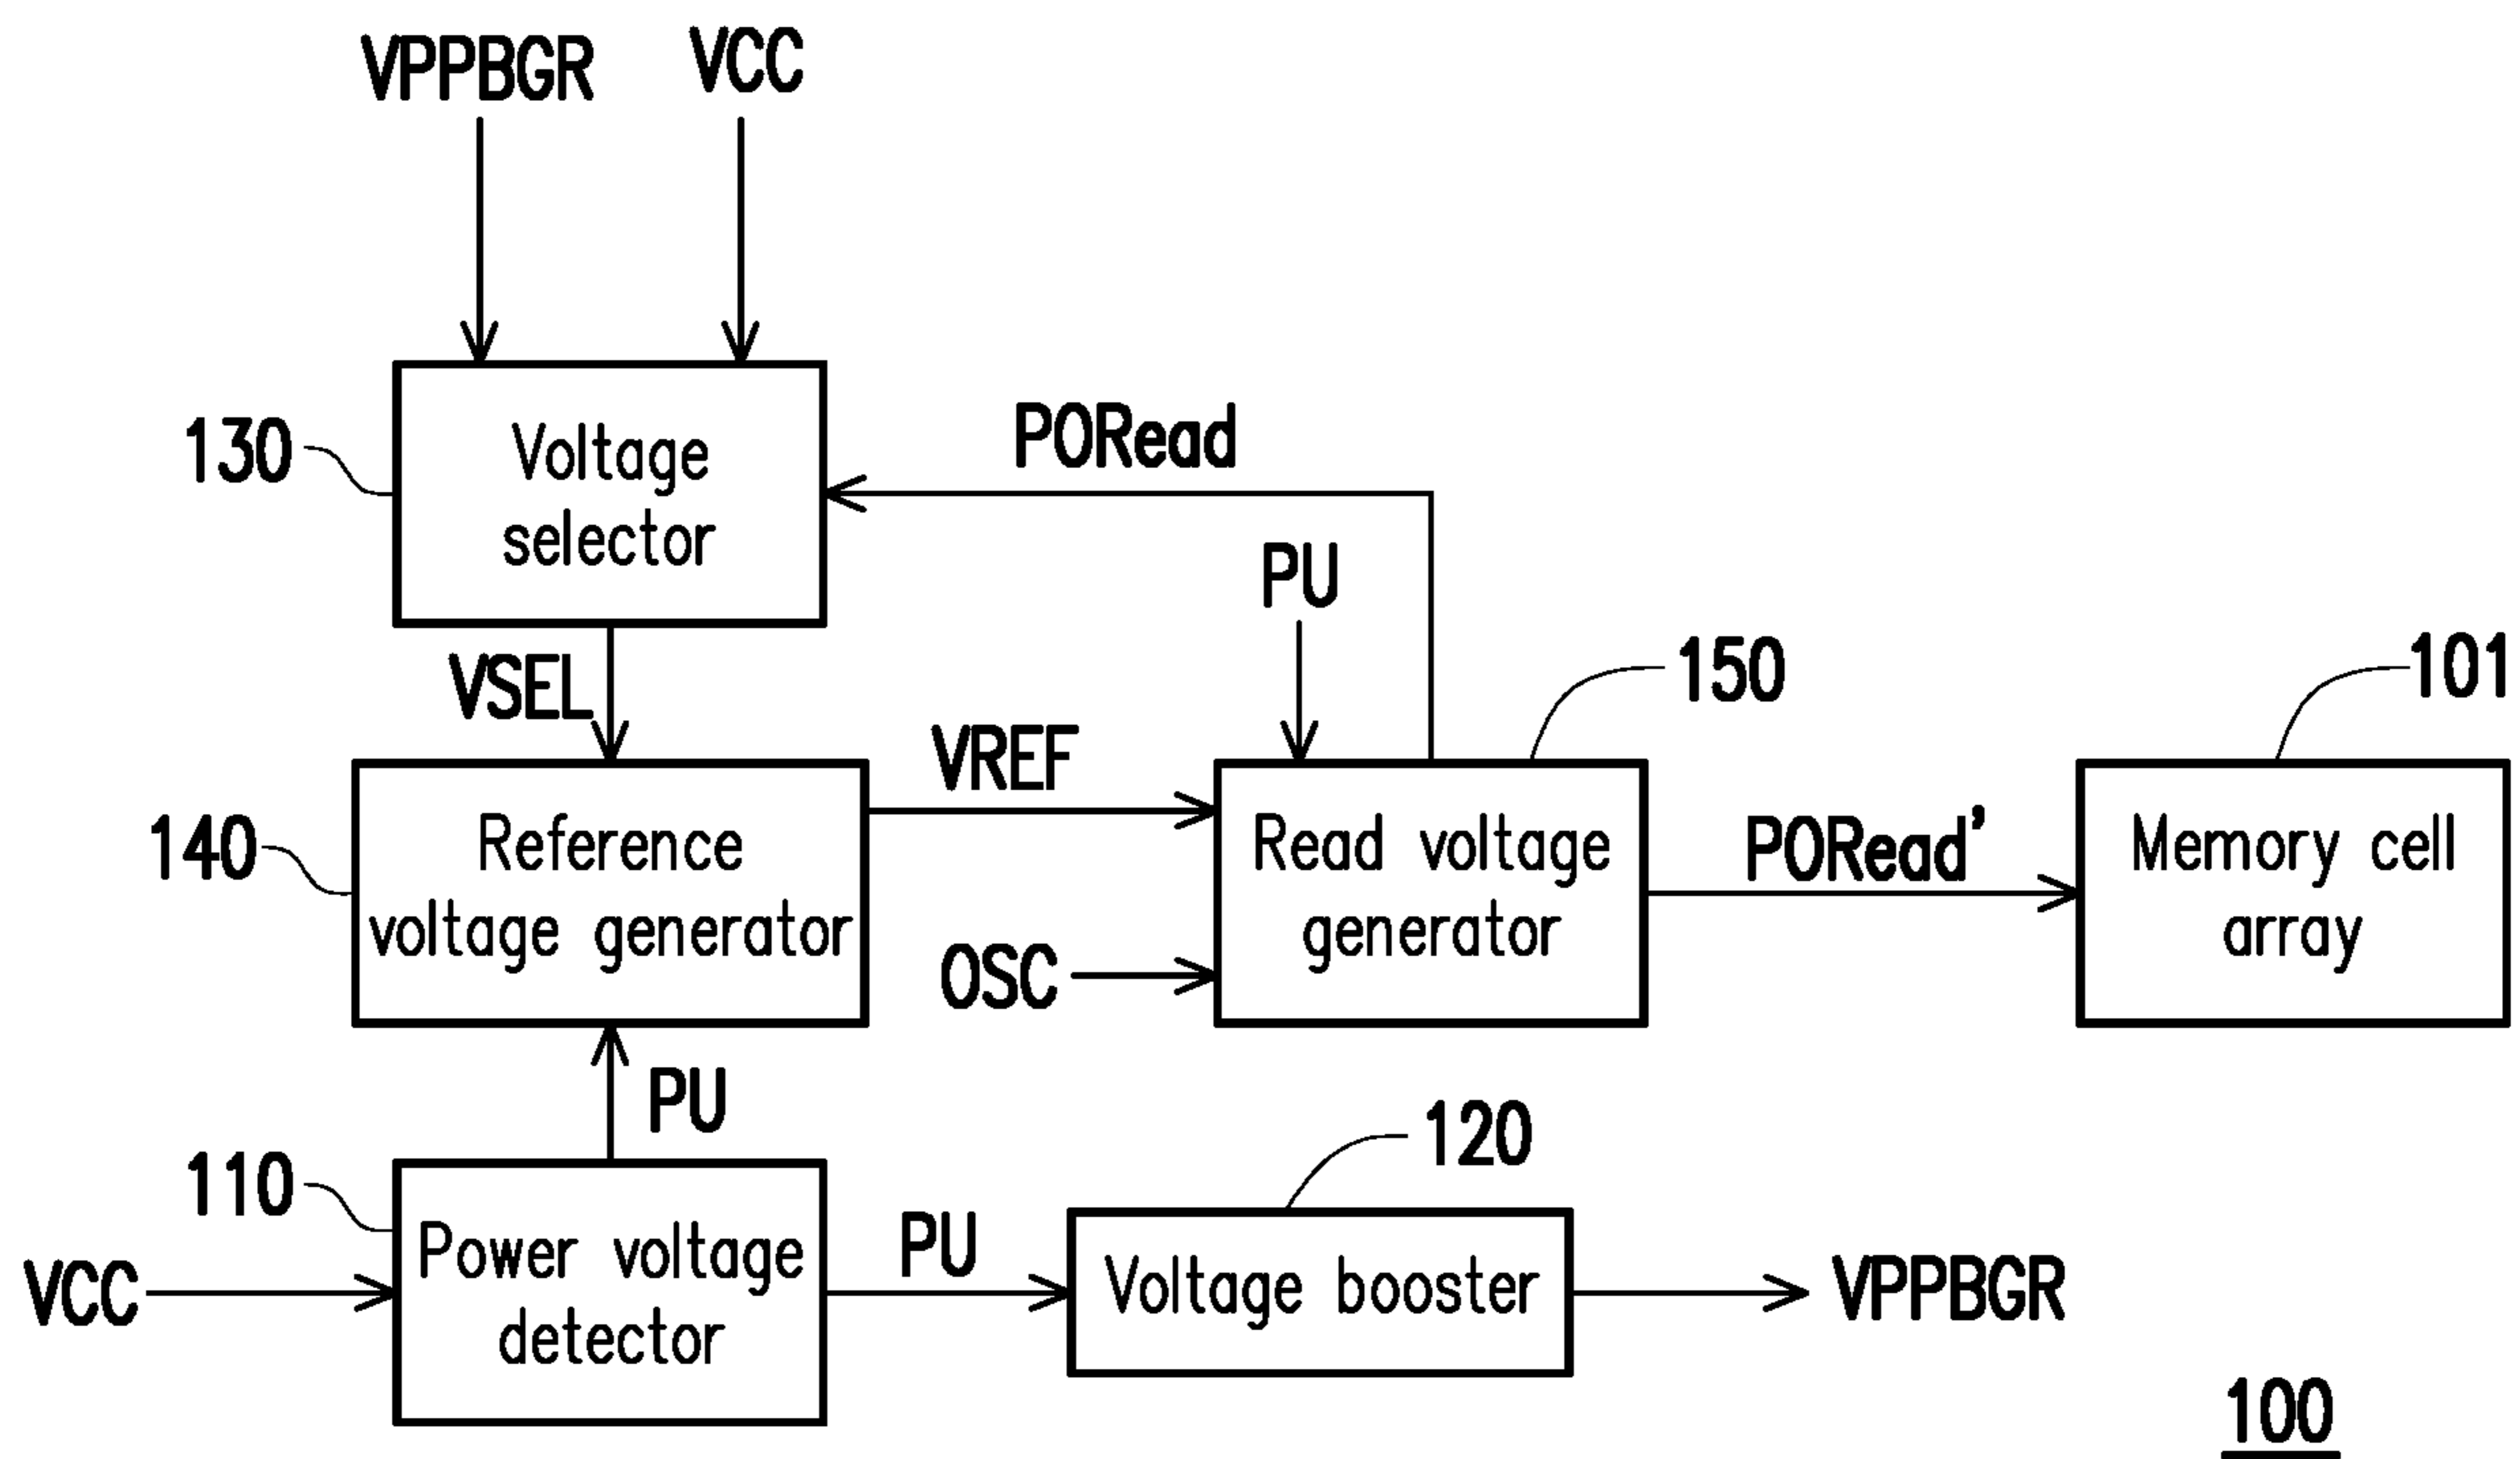 VPPBGR
VCC
130
Voltage
selector
PORead
PU
VSEL
150
101
VREF
140
Reference
voltage generator
Read voltage
generator
PORead'
Memory cell
array
OSC
PU
120
110
VCC
Power voltage
detector
PU
Voltage booster
VPPBGR
100